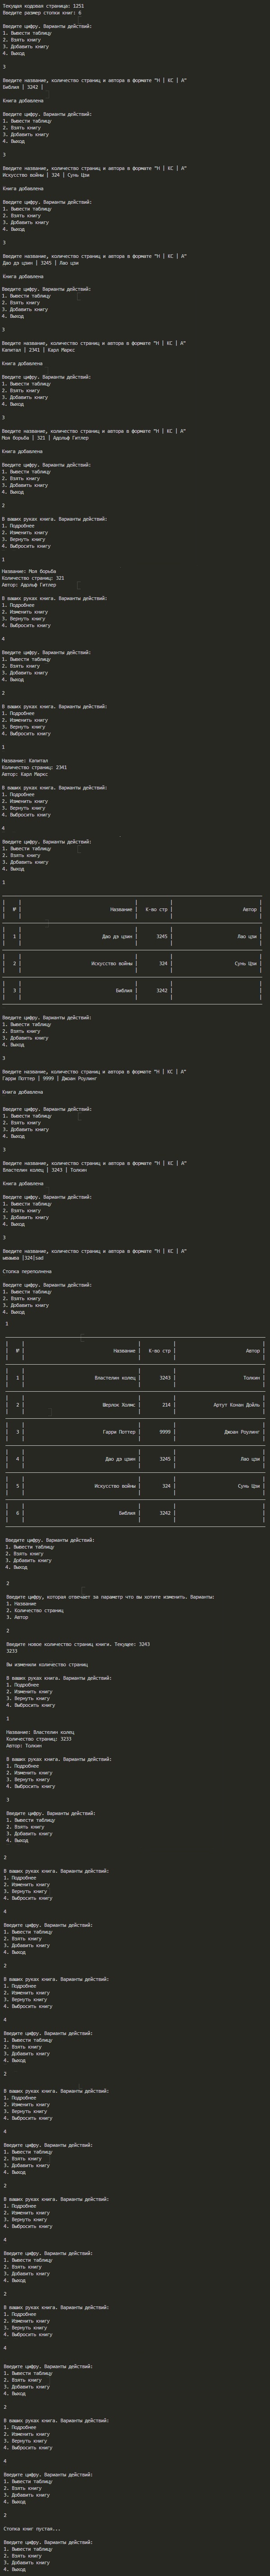 Текущая кодовая страница: 1251
Введите размер стопки книг: 6
Введите цифру. Варианты действий:
1. Вывести таблицу
2. Взять книгу
3. Добавить книгу
4. Выход
3
Введите название, количество страниц и автора в формате "Н | КС | А"
Библия | 3242 |
Книга добавлена
Введите цифру. Варианты действий:
1. Вывести таблицу
2. Взять книгу
3. Добавить книгу
4. Выход
3
Введите название, количество страниц и автора в формате "Н | КС | А"
Искусство войны | 324 | Сунь Цзи
Книга добавлена
Введите цифру. Варианты действий:
1. Вывести таблицу
2. Взять книгу
3. Добавить книгу
4. Выход
3
Введите название, количество страниц и автора в формате "Н | КС | А"
Дао дэ цзин | 3245 | Лао цзи
Книга добавлена
Введите цифру. Варианты действий:
1. Вывести таблицу
2. Взять книгу
3. Добавить книгу
4. Выход
3
Введите название, количество страниц и автора в формате "Н | КС | А"
Капитал | 2341 | Карл Маркс
Книга добавлена
Введите цифру. Варианты действий:
1. Вывести таблицу
2. Взять книгу
3. Добавить книгу
4. Выход
3
Введите название, количество страниц и автора в формате "Н | КС | А"
Моя борьба | 321 | Адольф Гитлер
Книга добавлена
Введите цифру. Варианты действий:
1. Вывести таблицу
2. Взять книгу
3. Добавить книгу
4. Выход
2
В ваших руках книга. Варианты действий:
1. Подробнее
2. Изменить книгу
3. Вернуть книгу
4. Выбросить книгу
1
Название: Моя борьба
Количество страниц: 321
Автор: Адольф Гитлер
В ваших руках книга. Варианты действий:
1. Подробнее
2. Изменить книгу
3. Вернуть книгу
4. Выбросить книгу
4
Введите цифру. Варианты действий:
1. Вывести таблицу
2. Взять книгу
3. Добавить книгу
4. Выход
2
В ваших руках книга. Варианты действий:
1. Подробнее
2. Изменить книгу
3. Вернуть книгу
4. Выбросить книгу
1
Название: Капитал
Количество страниц: 2341
Автор: Карл Маркс
В ваших руках книга. Варианты действий:
1. Подробнее
2. Изменить книгу
3. Вернуть книгу
4. Выбросить книгу
4
Введите цифру. Варианты действий:
1. Вывести таблицу
2. Взять книгу
3. Добавить книгу
4. Выход
1
| № | Название | К-во стр | Автор |
| 1 | Дао дэ цзин | 3245 | Лао цзи |
| 2 | Искусство войны | 324 | Сунь Цзи |
| 3 | Библия | 3242 | |
Введите цифру. Варианты действий:
1. Вывести таблицу
2. Взять книгу
3. Добавить книгу
4. Выход
3
Введите название, количество страниц и автора в формате "Н | КС | А"
Гарри Поттер | 9999 | Джоан Роулинг
Книга добавлена
Введите цифру. Варианты действий:
1. Вывести таблицу
2. Взять книгу
3. Добавить книгу
4. Выход
3
Введите название, количество страниц и автора в формате "Н | КС | А"
Властелин колец | 3243 | Толкин
Книга добавлена
Введите цифру. Варианты действий:
1. Вывести таблицу
2. Взять книгу
3. Добавить книгу
4. Выход
3
Введите название, количество страниц и автора в формате "Н | КС | А"
|324|sad
Стопка переполнена
Введите цифру. Варианты действий:
1. Вывести таблицу
2. Взять книгу
3. Добавить книгу
4. Выход
1
| № | Название | К-во стр | Автор |
| 1 | Властелин колец | 3243 | Толкин |
| 2 | Шерлок Холмс | 214 | Артут Конан Дойль |
| 3 | Гарри Поттер | 9999 | Джоан Роулинг |
| 4 | Дао дэ цзин | 3245 | Лао цзи |
| 5 | Искусство войны | 324 | Сунь Цзи |
| 6 | Библия | 3242 | |
Введите цифру. Варианты действий:
1. Вывести таблицу
2. Взять книгу
3. Добавить книгу
4. Выход
2
Введите цифру, которая отвечает за параметр что вы хотите изменить. Варианты:
1. Название
2. Количество страниц
3. Автор
2
Введите новое количество страниц книги. Текущее: 3243
3233
Вы изменили количество страниц
В ваших руках книга. Варианты действий:
1. Подробнее
2. Изменить книгу
3. Вернуть книгу
4. Выбросить книгу
1
Название: Властелин колец
Количество страниц: 3233
Автор: Толкин
В ваших руках книга. Варианты действий:
1. Подробнее
2. Изменить книгу
3. Вернуть книгу
4. Выбросить книгу
3
Введите цифру. Варианты действий:
1. Вывести таблицу
2. Взять книгу
3. Добавить книгу
4. Выход
2
В ваших руках книга. Варианты действий:
1. Подробнее
2. Изменить книгу
3. Вернуть книгу
4. Выбросить книгу
4
Введите цифру. Варианты действий:
1. Вывести таблицу
2. Взять книгу
3. Добавить книгу
4. Выход
2
В ваших руках книга. Варианты действий:
1. Подробнее
2. Изменить книгу
3. Вернуть книгу
4. Выбросить книгу
4
Введите цифру. Варианты действий:
1. Вывести таблицу
2. Взять книгу
3. Добавить книгу
4. Выход
2
В ваших руках книга. Варианты действий:
1. Подробнее
2. Изменить книгу
3. Вернуть книгу
4. Выбросить книгу
4
Введите цифру. Варианты действий:
1. Вывести таблицу
2. Взять книгу
3. Добавить книгу
4. Выход
2
В ваших руках книга. Варианты действий:
1. Подробнее
2. Изменить книгу
3. Вернуть книгу
4. Выбросить книгу
4
Введите цифру. Варианты действий:
1. Вывести таблицу
2. Взять книгу
3. Добавить книгу
4. Выход
2
В ваших руках книга. Варианты действий:
1. Подробнее
2. Изменить книгу
3. Вернуть книгу
4. Выбросить книгу
4
Введите цифру. Варианты действий:
1. Вывести таблицу
2. Взять книгу
3. Добавить книгу
4. Выход
2
В ваших руках книга. Варианты действий:
1. Подробнее
2. Изменить книгу
3. Вернуть книгу
4. Выбросить книгу
4
Введите цифру. Варианты действий:
1. Вывести таблицу
2. Взять книгу
3. Добавить книгу
4. Выход
2
Стопка книг пустая...
Введите цифру. Варианты действий:
1. Вывести таблицу
2. Взять книгу
3. Добавить книгу
4. Выход